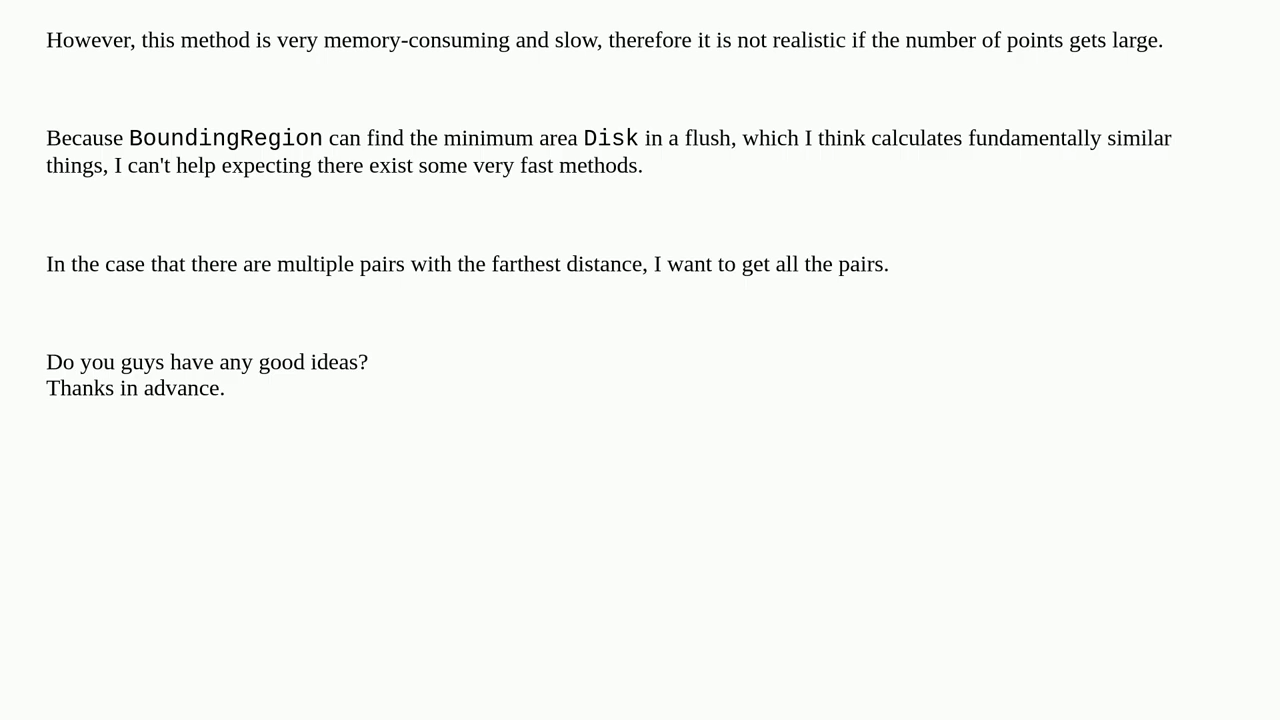 However, this method is very memory-consuming and slow, therefore it is not realistic if the number of points gets large.
Because BoundingRegion can find the minimum area Disk in a flush, which I think calculates fundamentally similar
things, I can't help expecting there exist some very fast methods.
In the case that there are multiple pairs with the farthest distance, I want to get all the pairs.
Do you guys have any good ideas?
Thanks in advance.